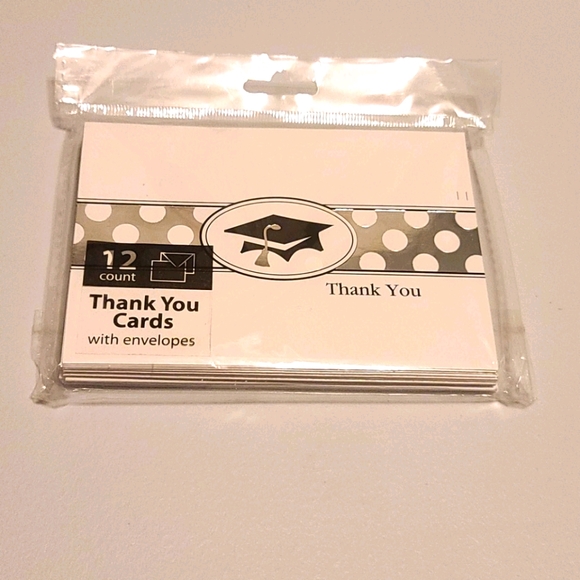 12
count
Thank You
Cards
with envelopes
Thank You